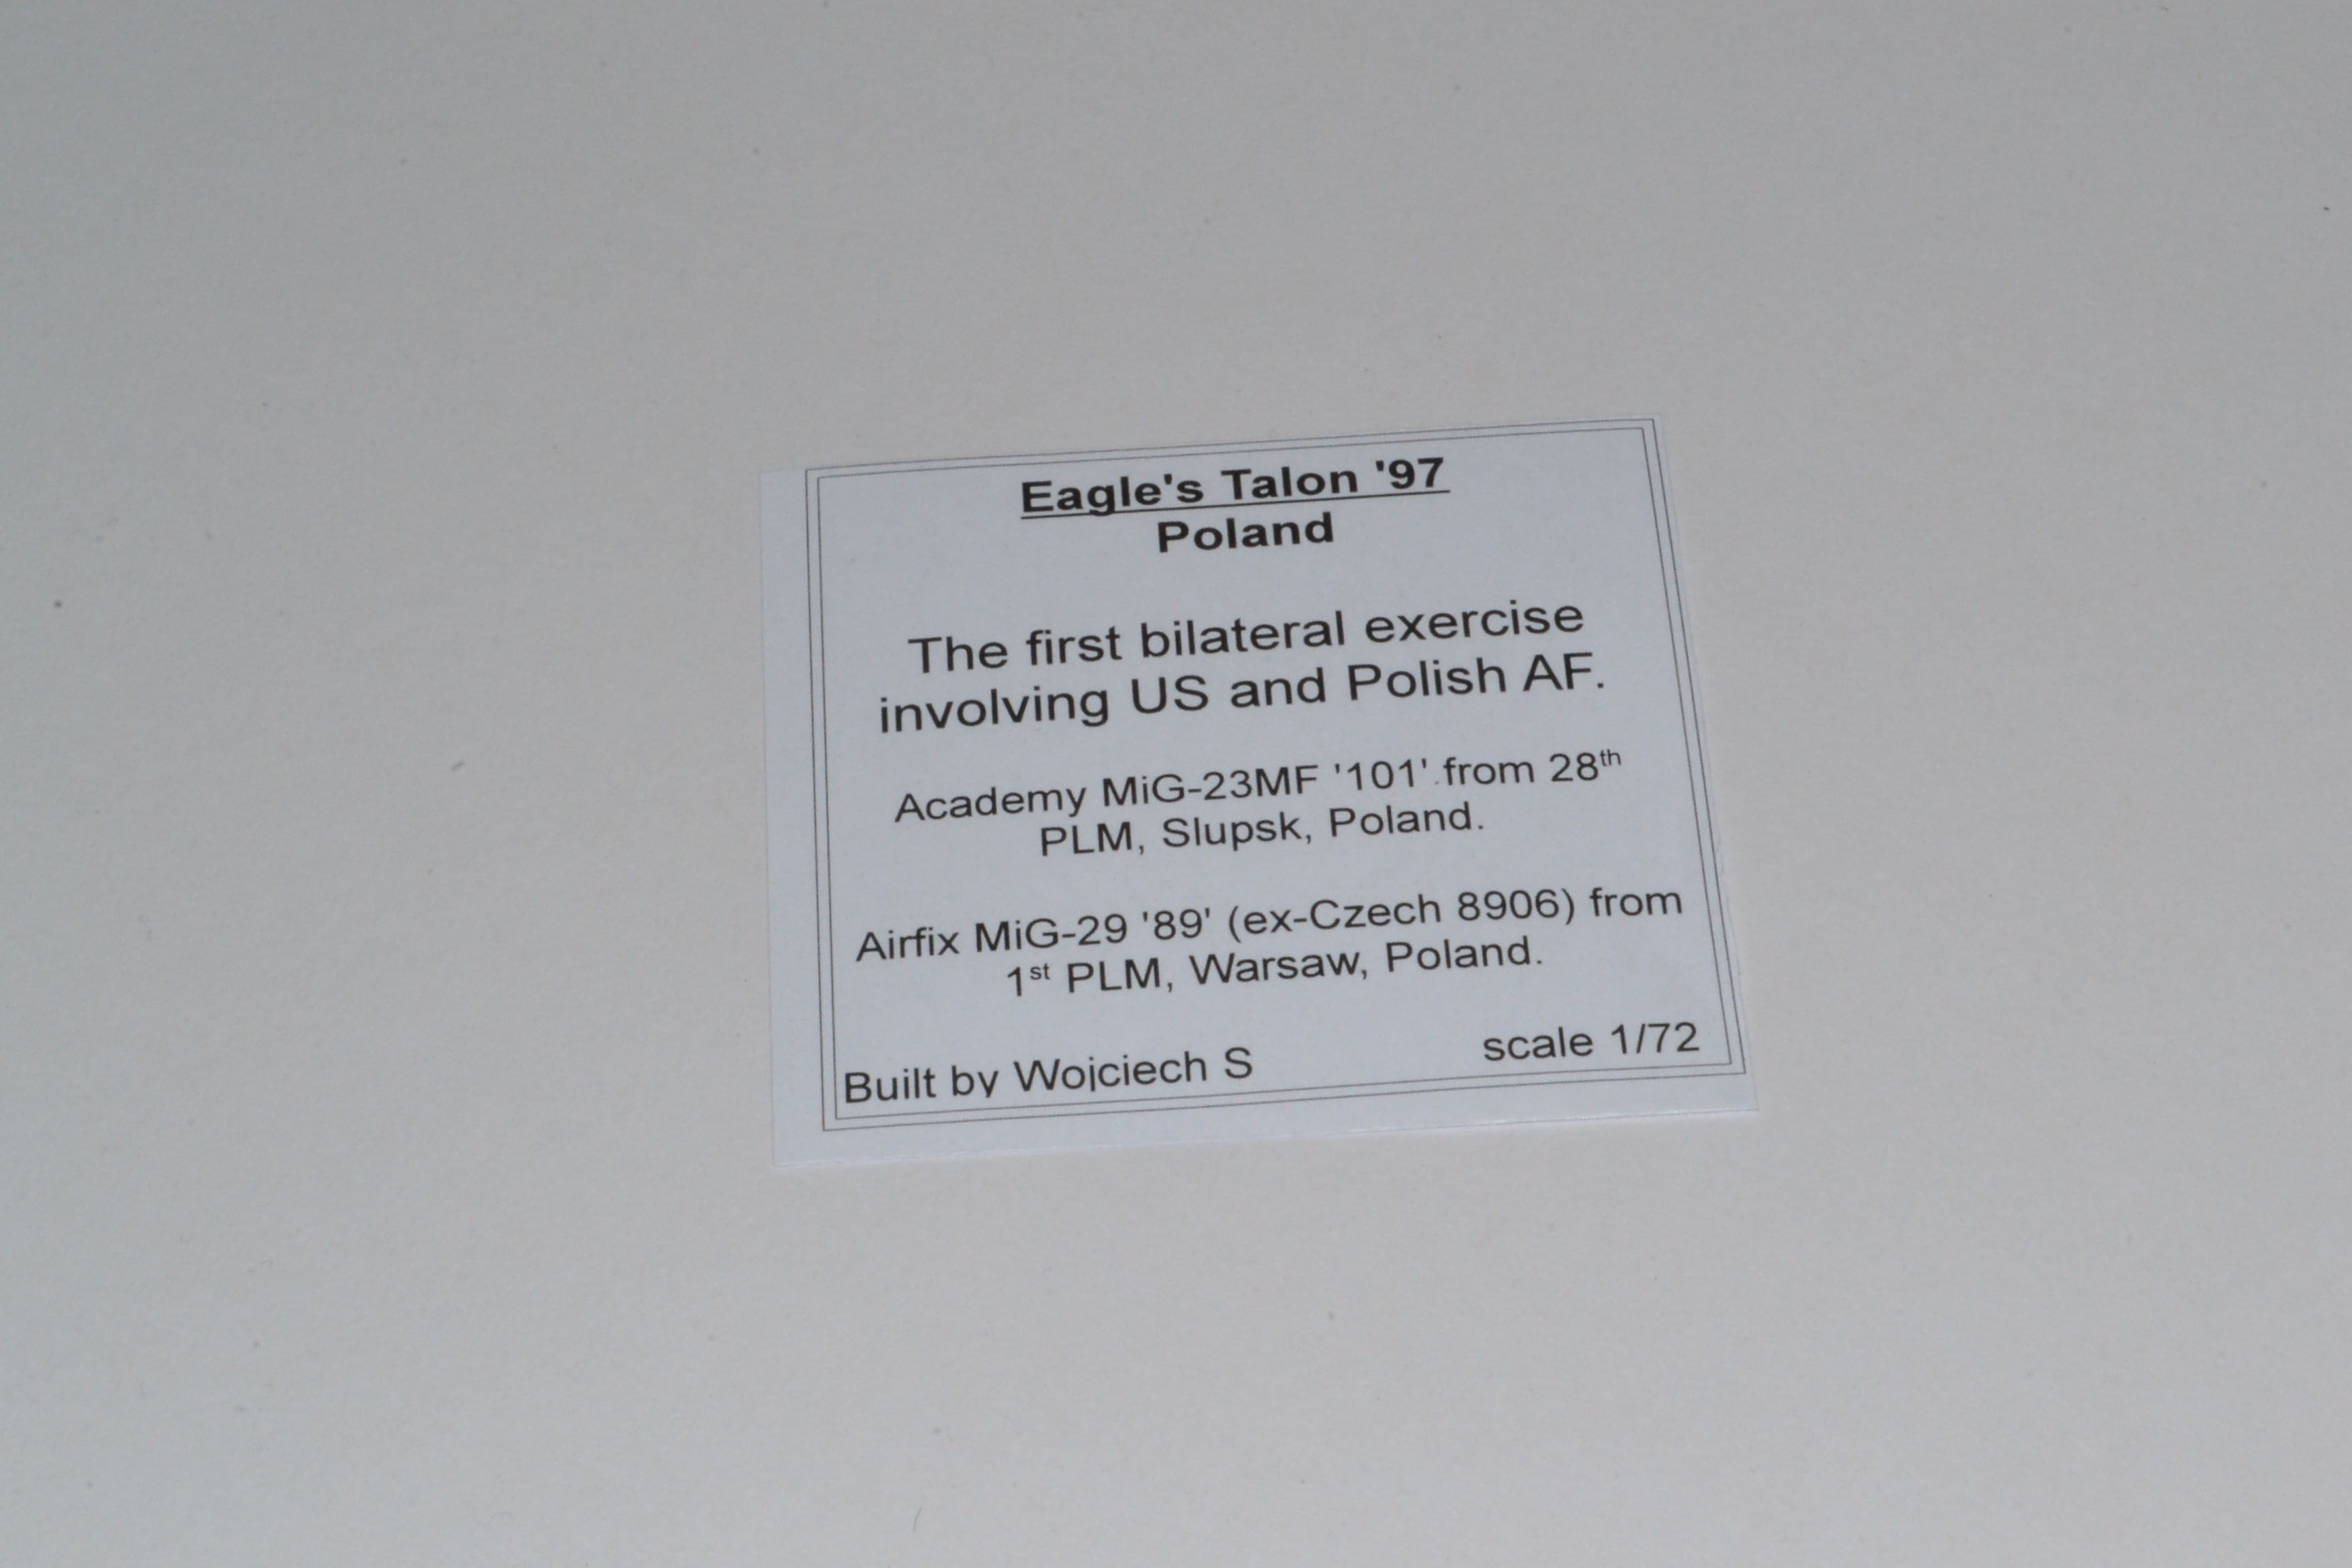 Eagle's Talon '97
Poland
The first bilateral exercise
involving US and Polish AF.
Academy MiG-23MF '101' from 28th
PLM, Slupsk, Poland.
Airfix MiG-29 '89' (ex-Czech 8906) from
1st PLM, Warsaw, Poland.
Built by Wojciech S
scale 1/72